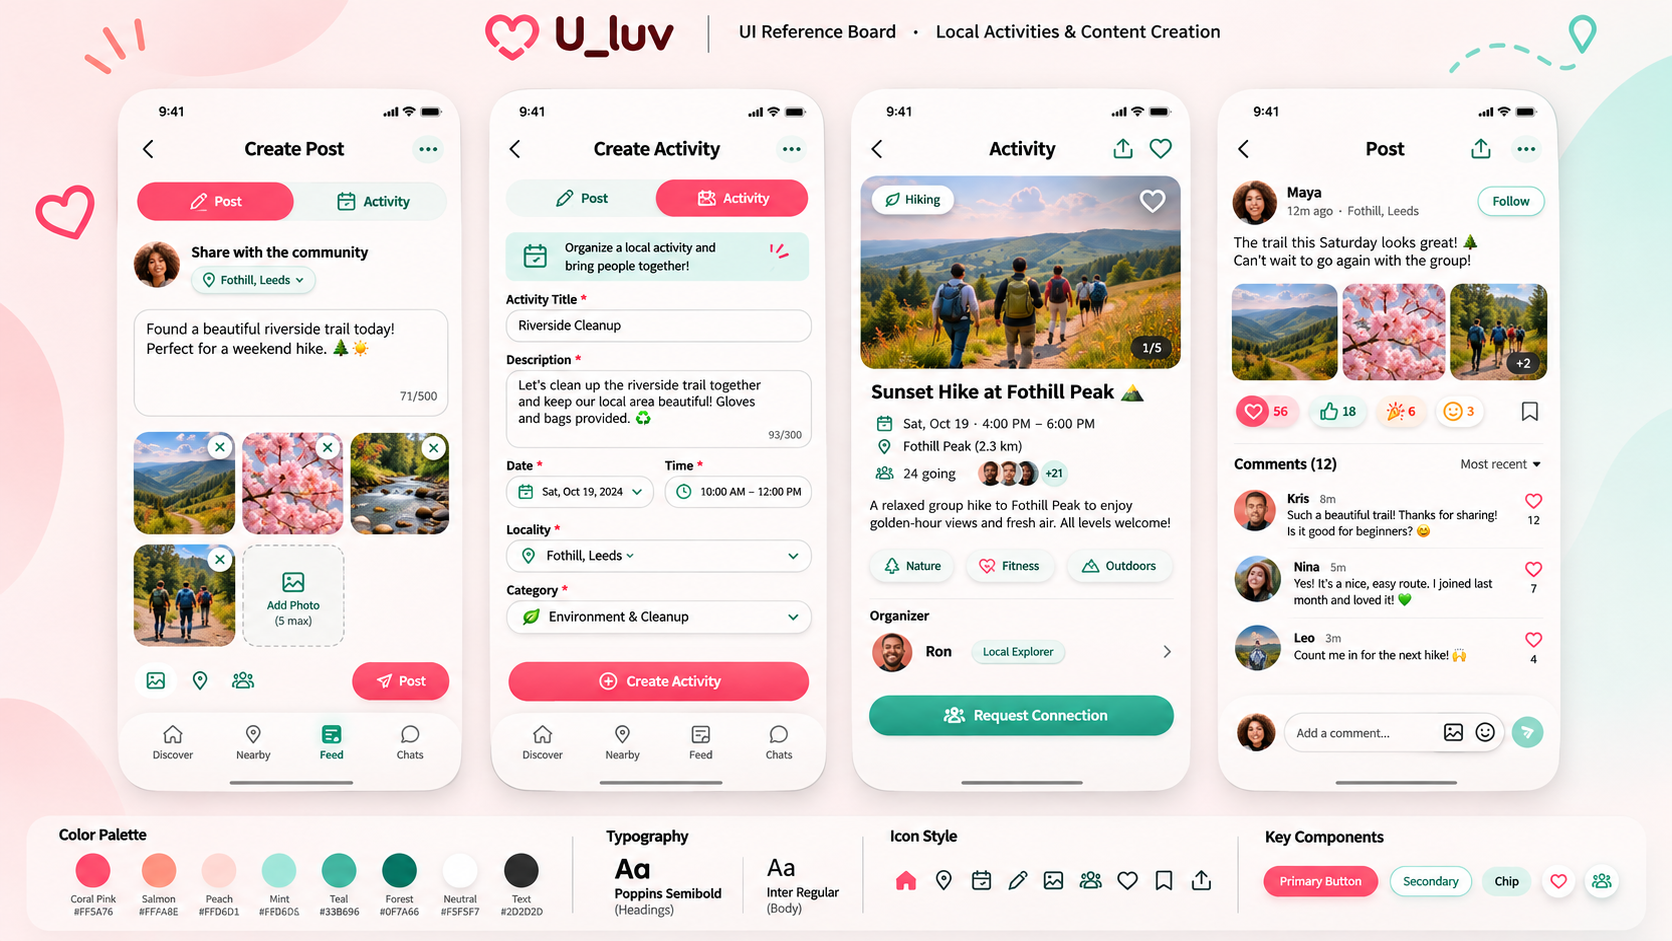 U_luv
UI Reference Board • Local Activities & Content Creation
9:41
Create Post
Post
Activity
Share with the community
Fothill, Leeds
Found a beautiful riverside trail today!
Perfect for a weekend hike. 🌲☀️
71/500
Add Photo
(5 max)
Post
Discover
Nearby
Feed
Chats
9:41
Create Activity
Post
Activity
Organize a local activity and
bring people together!
Activity Title *
Riverside Cleanup
Description *
Let's clean up the riverside trail together
and keep our local area beautiful! Gloves
and bags provided. ♻️
93/300
Date *
Time *
Sat, Oct 19, 2024
10:00 AM – 12:00 PM
Locality *
Fothill, Leeds
Category *
Environment & Cleanup
Create Activity
Discover
Nearby
Feed
Chats
9:41
Activity
Hiking
1/5
Sunset Hike at Fothill Peak ⛰️
Sat, Oct 19 · 4:00 PM – 6:00 PM
Fothill Peak (2.3 km)
24 going
+21
A relaxed group hike to Fothill Peak to enjoy
golden-hour views and fresh air. All levels welcome!
Nature
Fitness
Outdoors
Organizer
Ron
Local Explorer
Request Connection
9:41
Post
Maya
12m ago · Fothill, Leeds
Follow
The trail this Saturday looks great! 🌲
Can't wait to go again with the group!
+2
56
18
6
3
Comments (12)
Most recent
Kris 8m
Such a beautiful trail! Thanks for sharing!
Is it good for beginners? 😊
12
Nina 5m
Yes! It's a nice, easy route. I joined last
month and loved it! 💚
7
Leo 3m
Count me in for the next hike! 🙌
4
Add a comment...
Color Palette
Coral Pink
#FF5A76
Salmon
#FFFA8E
Peach
#FFD6D1
Mint
#FFD6DS
Teal
#33B696
Forest
#0F7A66
Neutral
#F5F5F7
Text
#2D2D2D
Typography
Aa
Poppins Semibold
(Headings)
Aa
Inter Regular
(Body)
Icon Style
Key Components
Primary Button
Secondary
Chip